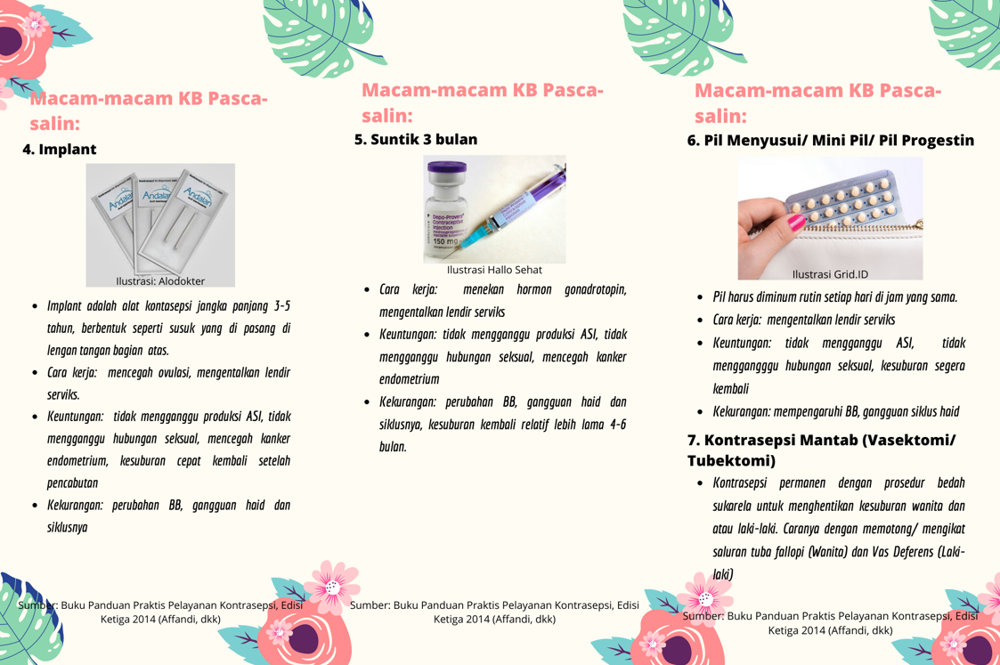 Macam-macam KB Pasca-
salin:
4. Implant
Andalan
Andalan
Andalan
Ilustrasi: Alodokter
Implant adalah alat kontasepsi jangka panjang 3-5
tahun, berbentuk seperti susuk yang di pasang di
lengan tangan bagian atas.
Cara kerja: mencegah ovulasi, mengentalkan lendir
serviks.
Keuntungan: tidak mengganggu produksi ASI, tidak
mengganggu hubungan seksual, mencegah kanker
endometrium, kesuburan cepat kembali setelah
pencabutan
Kekurangan: perubahan BB, gangguan haid dan
siklusnya
Sumber: Buku Panduan Praktis Pelayanan Kontrasepsi, Edisi
Ketiga 2014 (Affandi, dkk)
Macam-macam KB Pasca-
salin:
5. Suntik 3 bulan
Depo-Provera
Contraceptive
Injection
150 mg
Ilustrasi Hallo Sehat
Cara kerja: menekan hormon gonadrotopin,
mengentalkan lendir serviks
Keuntungan: tidak mengganggu produksi ASI, tidak
mengganggu hubungan seksual, mencegah kanker
endometrium
Kekurangan: perubahan BB, gangguan haid dan
siklusnya, kesuburan kembali relatif lebih lama 4-6
bulan.
Sumber: Buku Panduan Praktis Pelayanan Kontrasepsi, Edisi
Ketiga 2014 (Affandi, dkk)
Macam-macam KB Pasca-
salin:
6. Pil Menyusui/ Mini Pil/ Pil Progestin
Ilustrasi Grid.ID
Pil harus diminum rutin setiap hari di jam yang sama.
Cara kerja: mengentalkan lendir serviks
Keuntungan: tidak mengganggu ASI, tidak
menggangggu hubungan seksual, kesuburan segera
kembali
Kekurangan: mempengaruhi BB, gangguan siklus haid
7. Kontrasepsi Mantab (Vasektomi/
Tubektomi)
Kontrasepsi permanen dengan prosedur bedah
sukarela untuk menghentikan kesuburan wanita dan
atau laki-laki. Caranya dengan memotong/ mengikat
saluran tuba fallopi (Wanita) dan Vas Deferens (Laki-
laki)
Sumber: Buku Panduan Praktis Pelayanan Kontrasepsi, Edisi
Ketiga 2014 (Affandi, dkk)